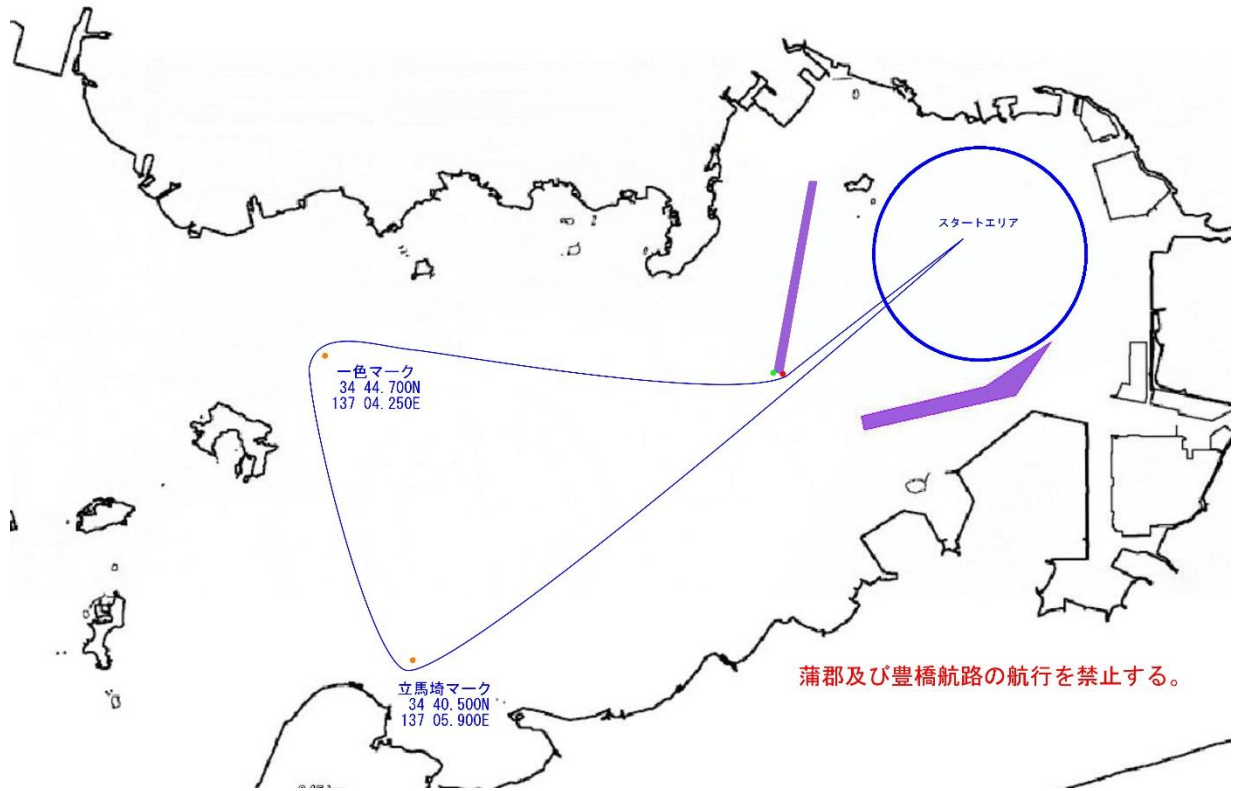 スタートエリア
一色マーク
34 44.700N
137 04.250E
立馬埼マーク
34 40.500N
137 05.900E
蒲郡及び豊橋航路の航行を禁止する。